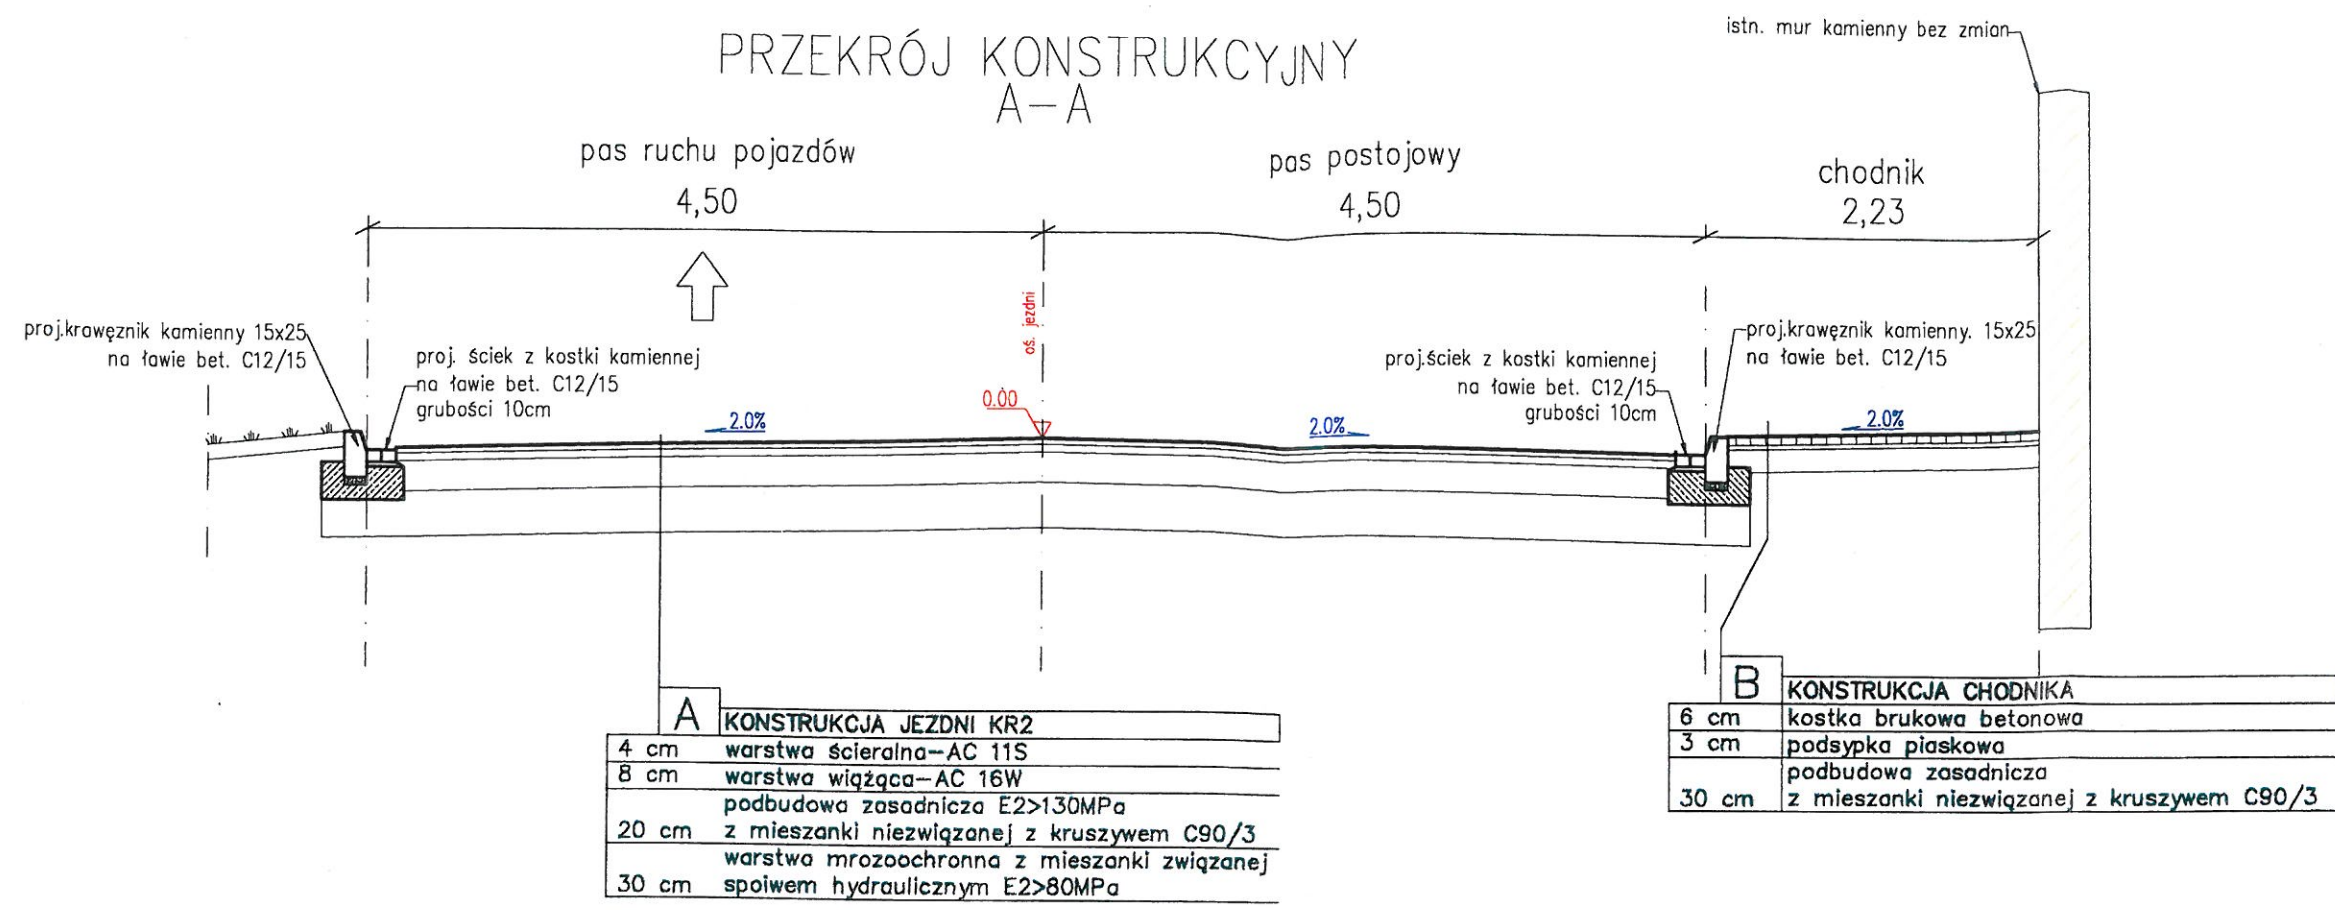 istn. mur kamienny bez zmian
PRZEKRÓJ KONSTRUKCYJNY
A-A
pas ruchu pojazdów
4,50
pas postojowy
4,50
chodnik
2,23
oś. jezdni
proj.krawężnik kamienny 15x25
na ławie bet. C12/15
proj. ściek z kostki kamiennej
na ławie bet. C12/15
grubości 10cm
proj.ściek z kostki kamiennej
na ławie bet. C12/15
grubości 10cm
proj.krawężnik kamienny. 15x25
na ławie bet. C12/15
2.0%
0.00
2.0%
2.0%
A KONSTRUKCJA JEZDNI KR2
4 cm warstwa ścieralna-AC 11S
8 cm warstwa wiążąca-AC 16W
podbudowa zasadnicza E2>130MPa
20 cm z mieszanki niezwiązanej z kruszywem C90/3
warstwa mrozoochronna z mieszanki związanej
30 cm spoiwem hydraulicznym E2>80MPa
B KONSTRUKCJA CHODNIKA
6 cm kostka brukowa betonowa
3 cm podsypka piaskowa
podbudowa zasadnicza
30 cm z mieszanki niezwiązanej z kruszywem C90/3